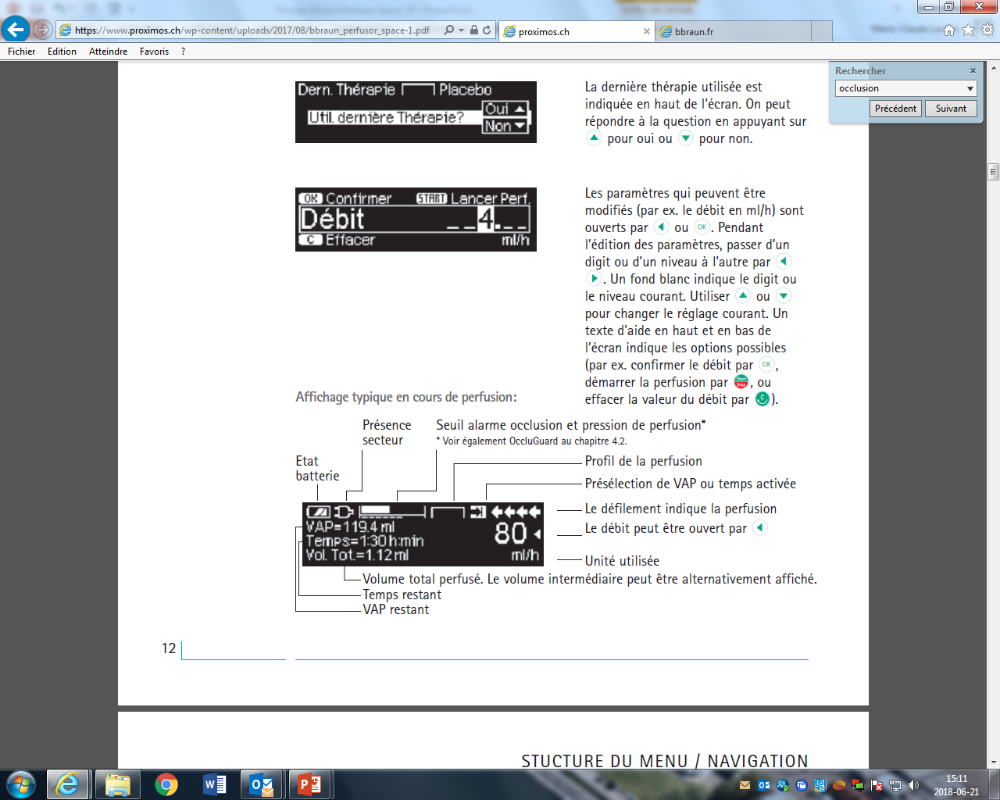 https://www.proximos.ch/wp-content/uploads/2017/08/bbraun_perfusor_space-1.pdf
proximos.ch
bbraun.fr
Fichier Edition Atteindre Favoris ?
Rechercher
occlusion
Précédent Suivant
Dern. Thérapie Placebo
Util. dernière Thérapie?
Oui
Non
La dernière thérapie utilisée est
indiquée en haut de l'écran. On peut
répondre à la question en appuyant sur
pour oui ou pour non.
OK Confirmer START Lancer Perf.
Débit _ _ 4. _ _
C Effacer ml/h
Les paramètres qui peuvent être
modifiés (par ex. le débit en ml/h) sont
ouverts par ou OK. Pendant
l'édition des paramètres, passer d'un
digit ou d'un niveau à l'autre par
. Un fond blanc indique le digit ou
le niveau courant. Utiliser ou
pour changer le réglage courant. Un
texte d'aide en haut et en bas de
l'écran indique les options possibles
(par ex. confirmer le débit par OK,
démarrer la perfusion par Start Stop, ou
effacer la valeur du débit par C).
Affichage typique en cours de perfusion:
Présence
secteur
Seuil alarme occlusion et pression de perfusion*
* Voir également OccluGuard au chapitre 4.2.
Etat
batterie
Profil de la perfusion
Présélection de VAP ou temps activée
Le défilement indique la perfusion
Le débit peut être ouvert par
Unité utilisée
VAP=119.4 ml
Temps=1:30 h:min
Vol. Tot.=1.12 ml
80
ml/h
Volume total perfusé. Le volume intermédiaire peut être alternativement affiché.
Temps restant
VAP restant
12
STUCTURE DU MENU / NAVIGATION
15:11
2018-06-21